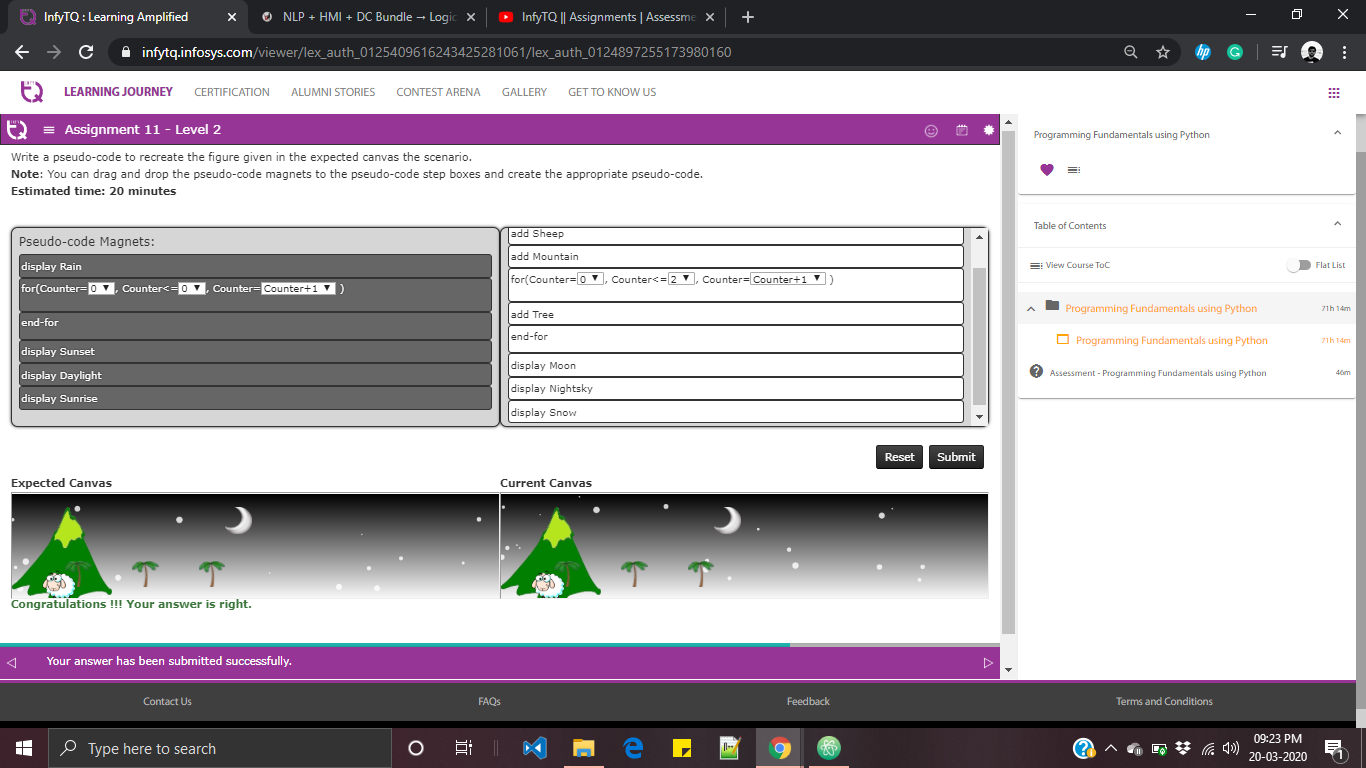 InfyTQ : Learning Amplified
NLP + HMI + DC Bundle → Logic
InfyTQ || Assignments | Assessme
infytq.infosys.com/viewer/lex_auth_0125409616243425281061/lex_auth_0124897255173980160
LEARNING JOURNEY CERTIFICATION ALUMNI STORIES CONTEST ARENA GALLERY GET TO KNOW US
Assignment 11 - Level 2
Write a pseudo-code to recreate the figure given in the expected canvas the scenario.
Note: You can drag and drop the pseudo-code magnets to the pseudo-code step boxes and create the appropriate pseudo-code.
Estimated time: 20 minutes
Pseudo-code Magnets:
display Rain
for(Counter= 0 , Counter<= 0 , Counter= Counter+1 )
end-for
display Sunset
display Daylight
display Sunrise
add Sheep
add Mountain
for(Counter= 0 , Counter<= 2 , Counter= Counter+1 )
add Tree
end-for
display Moon
display Nightsky
display Snow
Reset Submit
Expected Canvas
Current Canvas
Congratulations !!! Your answer is right.
Your answer has been submitted successfully.
Programming Fundamentals using Python
Table of Contents
View Course ToC
Flat List
Programming Fundamentals using Python 71h 14m
Programming Fundamentals using Python 71h 14m
Assessment - Programming Fundamentals using Python 46m
Contact Us FAQs Feedback Terms and Conditions
Type here to search
09:23 PM
20-03-2020
1